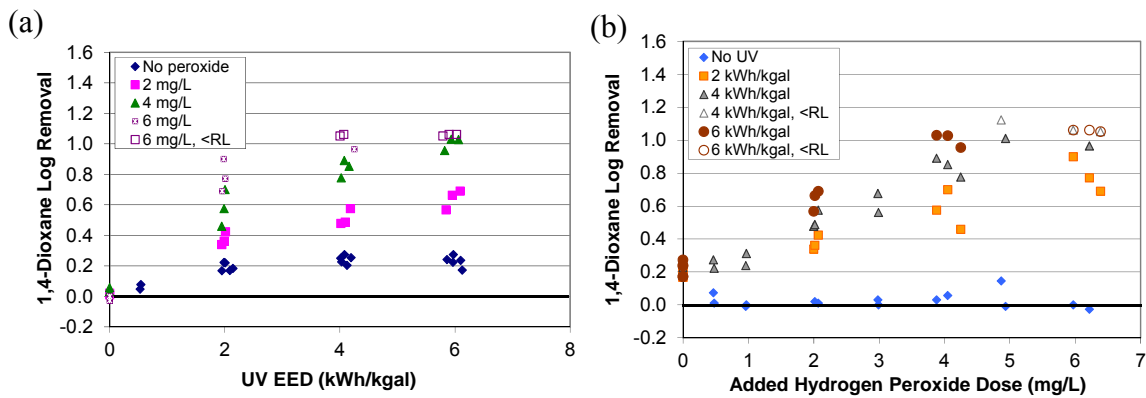 (a)
1,4-Dioxane Log Removal
1.6
1.4
1.2
1.0
0.8
0.6
0.4
0.2
0.0
-0.2
No peroxide
2 mg/L
4 mg/L
6 mg/L
6 mg/L, <RL
0 2 4 6 8
UV EED (kWh/kgal)
(b)
1,4-Dioxane Log Removal
1.6
1.4
1.2
1.0
0.8
0.6
0.4
0.2
0.0
-0.2
No UV
2 kWh/kgal
4 kWh/kgal
4 kWh/kgal, <RL
6 kWh/kgal
6 kWh/kgal, <RL
0 1 2 3 4 5 6 7
Added Hydrogen Peroxide Dose (mg/L)